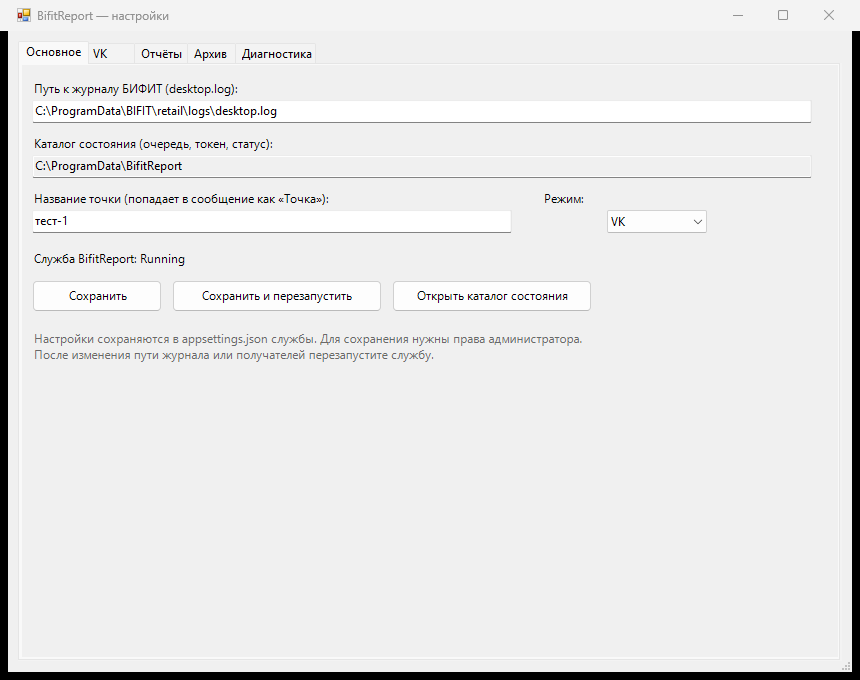 BifitReport — настройки
Основное VK Отчёты Архив Диагностика
Путь к журналу БИФИТ (desktop.log):
C:\ProgramData\BIFIT\retail\logs\desktop.log
Каталог состояния (очередь, токен, статус):
C:\ProgramData\BifitReport
Название точки (попадает в сообщение как «Точка»): Режим:
тест-1 VK
Служба BifitReport: Running
Сохранить Сохранить и перезапустить Открыть каталог состояния
Настройки сохраняются в appsettings.json службы. Для сохранения нужны права администратора.
После изменения пути журнала или получателей перезапустите службу.